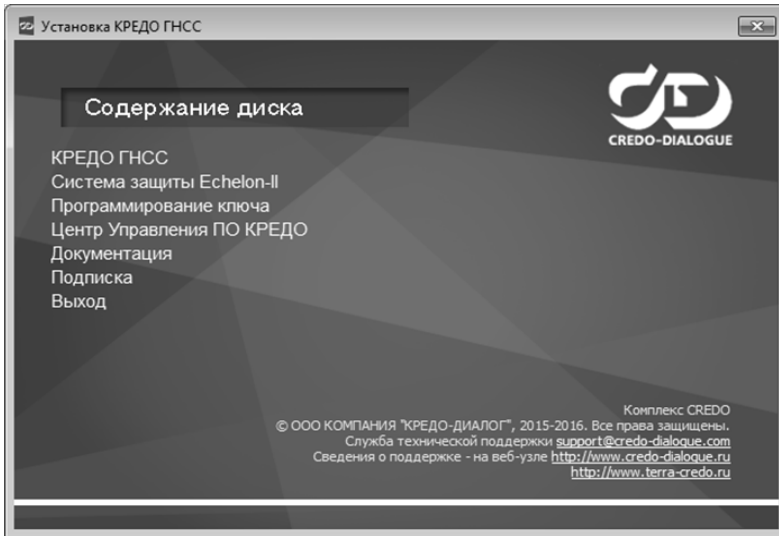 Установка КРЕДО ГНСС
Содержание диска
CREDO-DIALOGUE
КРЕДО ГНСС
Система защиты Echelon-II
Программирование ключа
Центр Управления ПО КРЕДО
Документация
Подписка
Выход
Комплекс CREDO
© ООО КОМПАНИЯ "КРЕДО-ДИАЛОГ", 2015-2016. Все права защищены.
Служба технической поддержки support@credo-dialogue.com
Сведения о поддержке - на веб-узле http://www.credo-dialogue.ru
http://www.terra-credo.ru